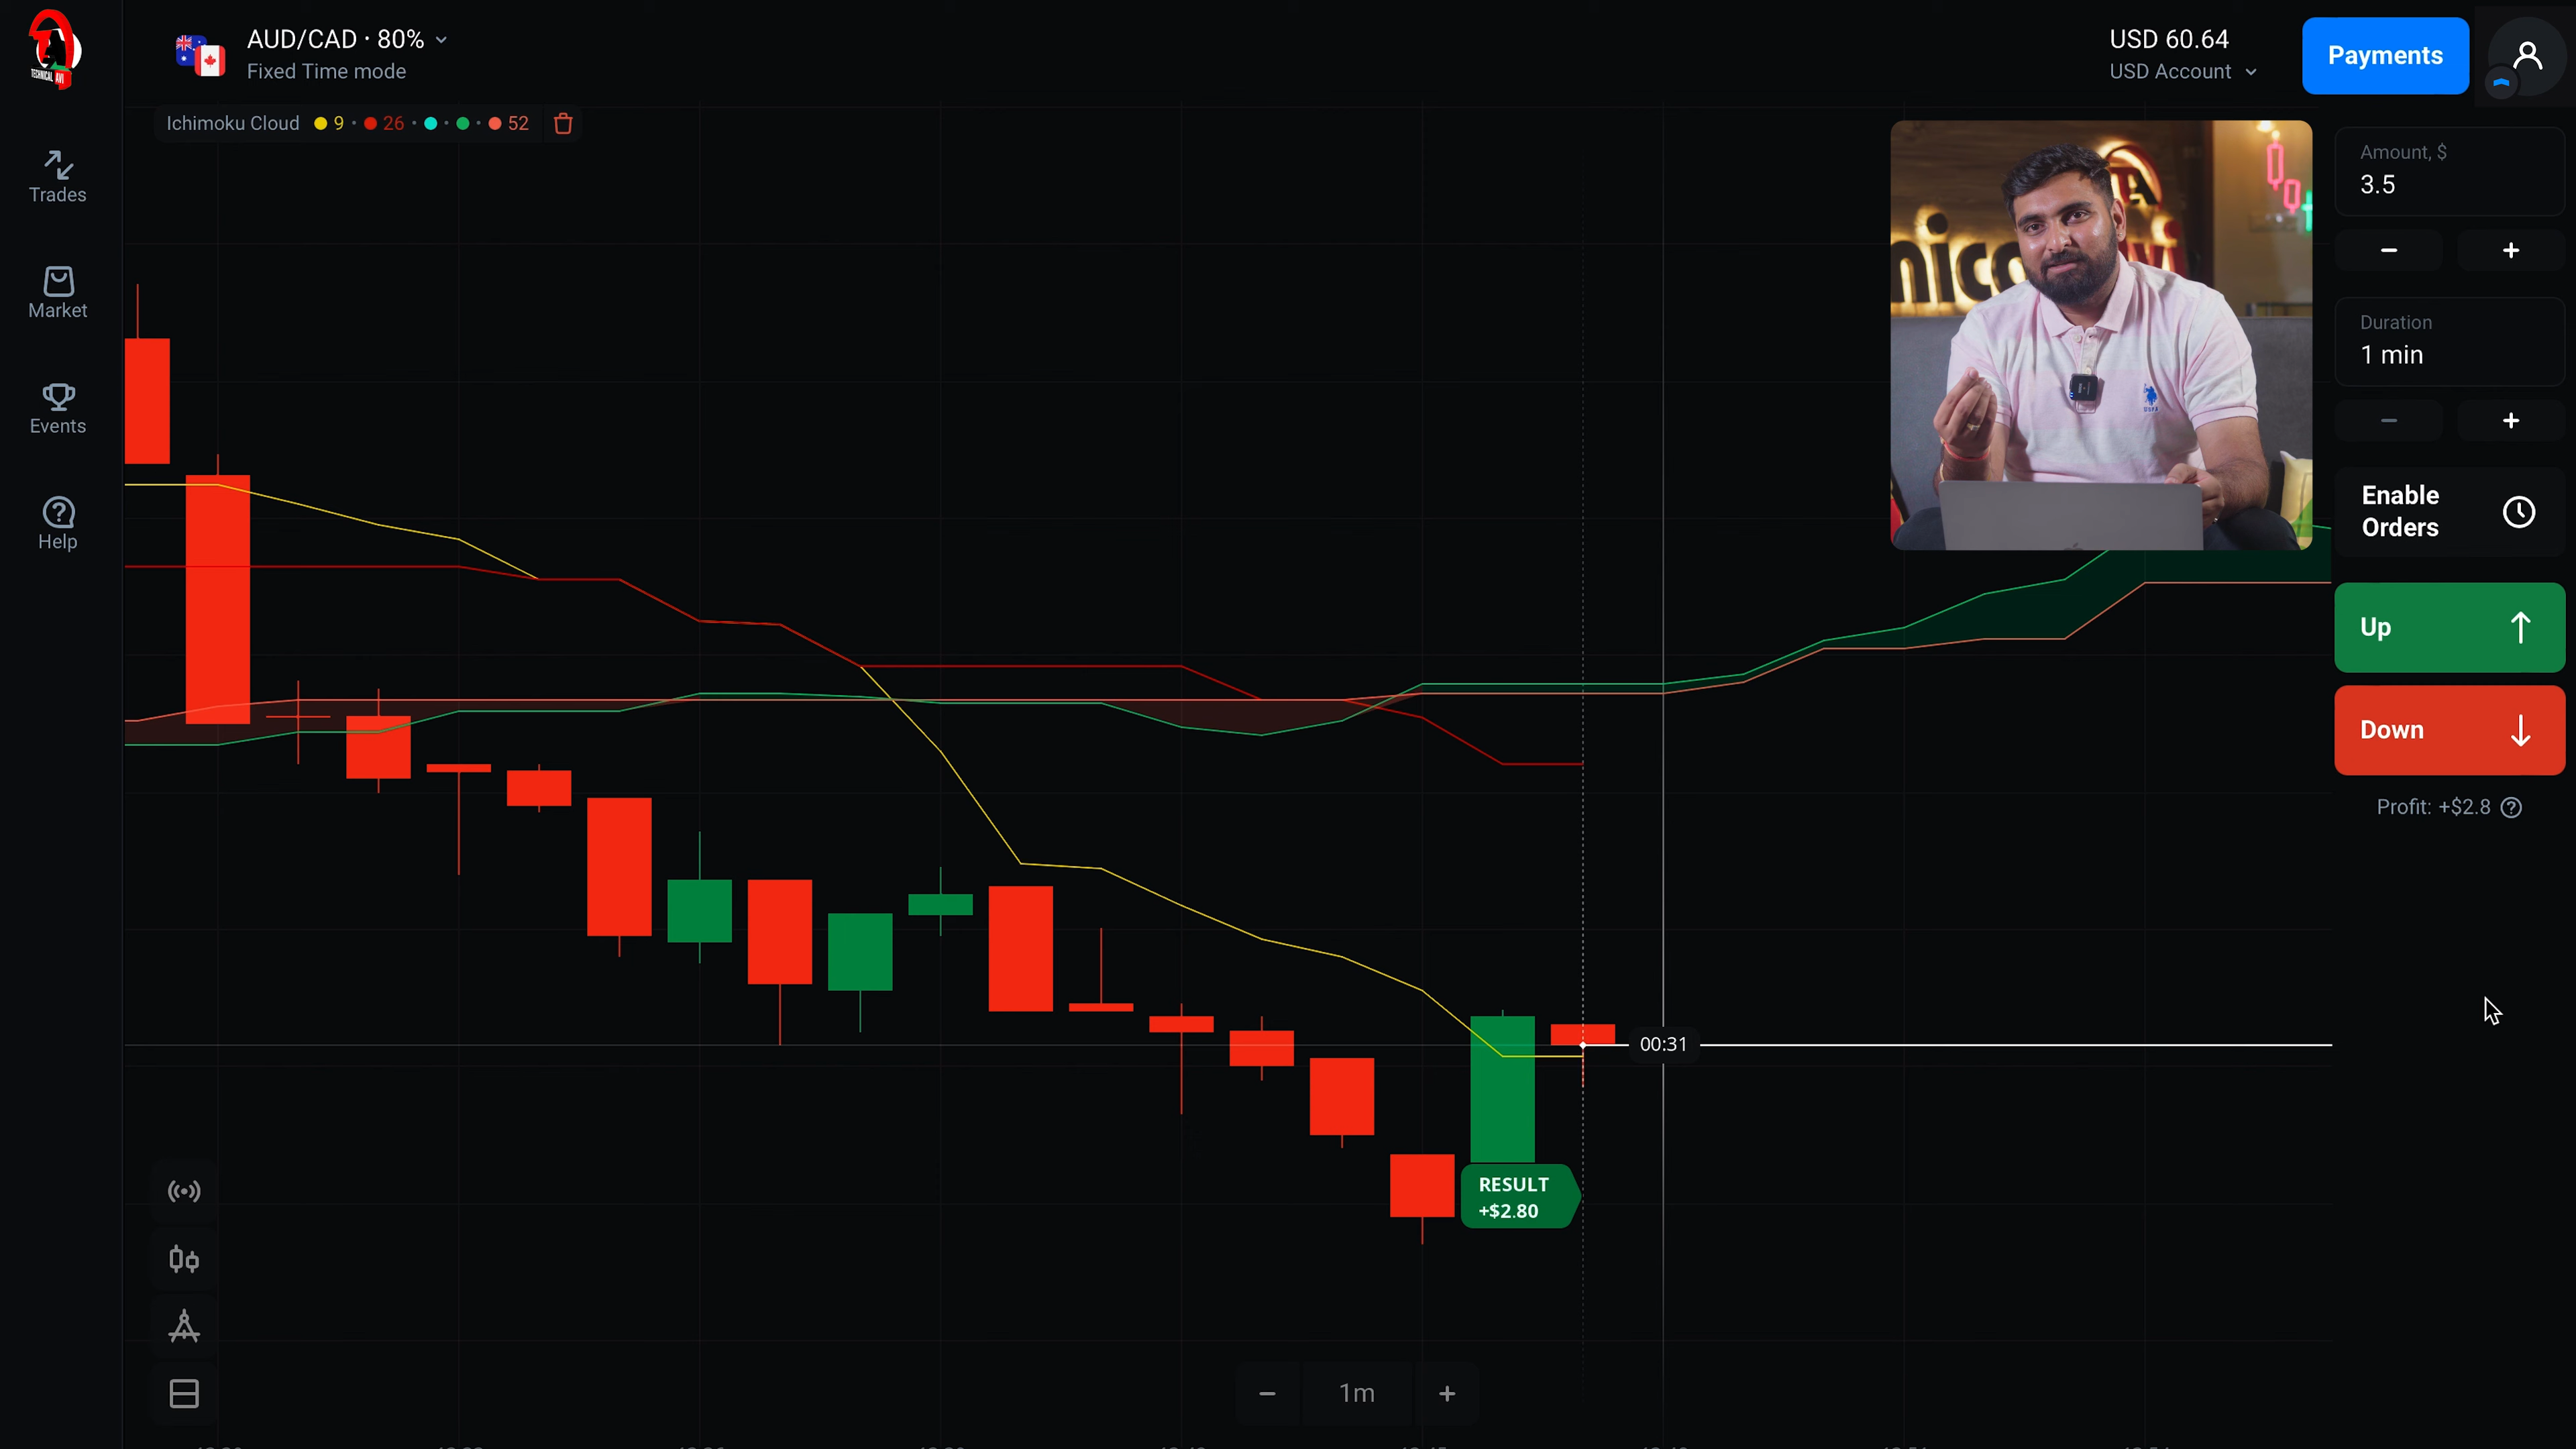 TECHNICAL AVI
AUD/CAD · 80%
Fixed Time mode
USD 60.64
USD Account
Payments
Ichimoku Cloud 9 · 26 · · · 52
Trades
Market
Events
Help
Amount, $
3.5
Duration
1 min
Enable
Orders
Up
Down
Profit: +$2.8
00:31
RESULT
+$2.80
1m